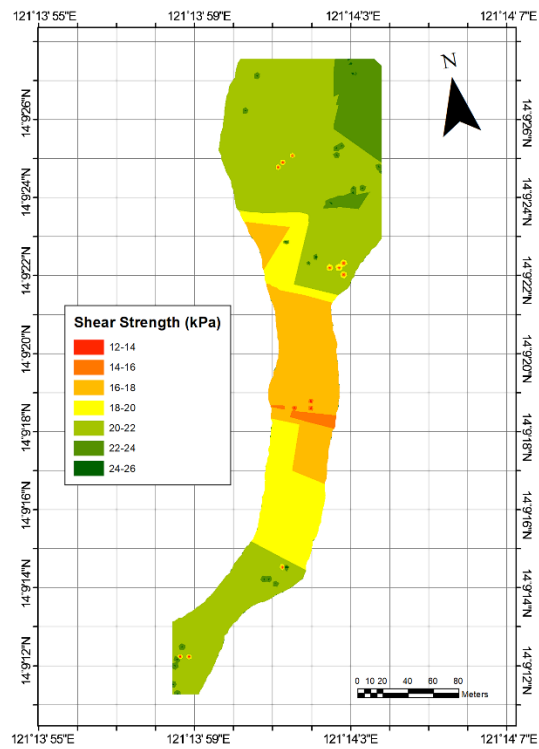 121°13'55"E 121°13'59"E 121°14'3"E 121°14'7"E
N
14°9'26"N 14°9'26"N
14°9'24"N 14°9'24"N
14°9'22"N 14°9'22"N
Shear Strength (kPa)
12-14
14-16
16-18
18-20
20-22
22-24
24-26
14°9'20"N 14°9'20"N
14°9'18"N 14°9'18"N
14°9'16"N 14°9'16"N
14°9'14"N 14°9'14"N
14°9'12"N 14°9'12"N
0 10 20 40 60 80
Meters
121°13'55"E 121°13'59"E 121°14'3"E 121°14'7"E